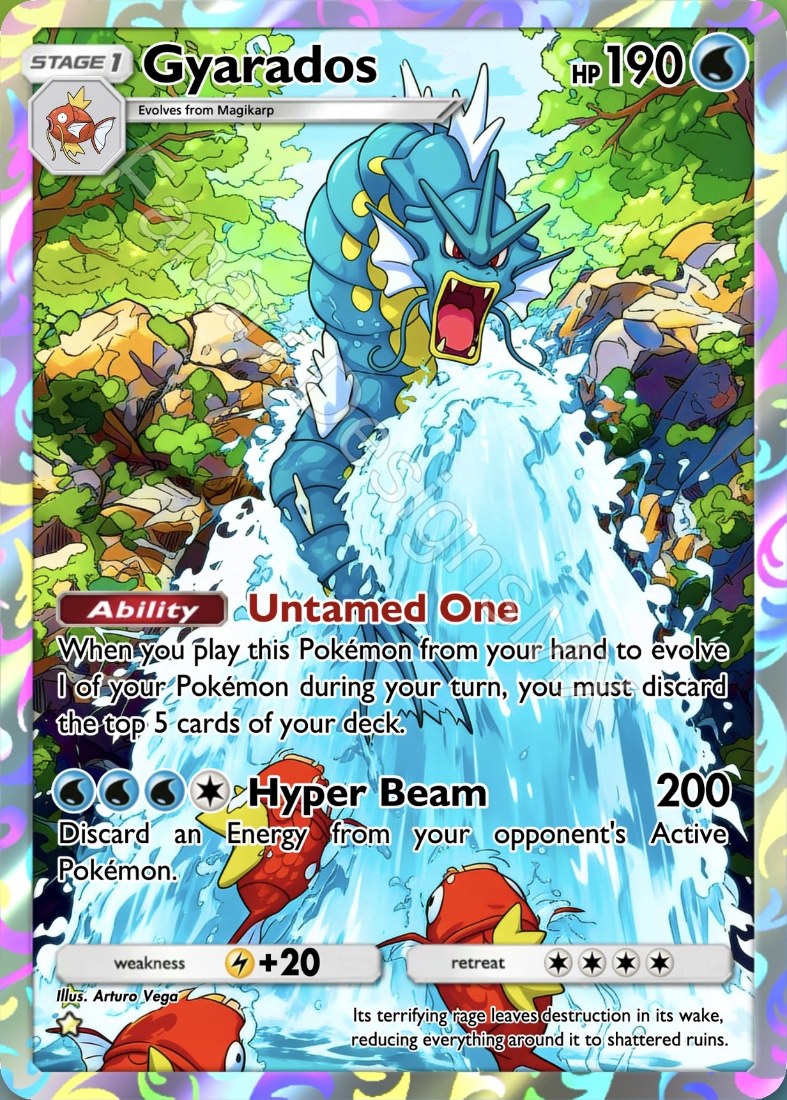 STAGE 1 Gyarados HP 190
Evolves from Magikarp
Ability Untamed One
When you play this Pokémon from your hand to evolve
1 of your Pokémon during your turn, you must discard
the top 5 cards of your deck.
Hyper Beam 200
Discard an Energy from your opponent's Active
Pokémon.
weakness +20 retreat
Illus. Arturo Vega
Its terrifying rage leaves destruction in its wake,
reducing everything around it to shattered ruins.